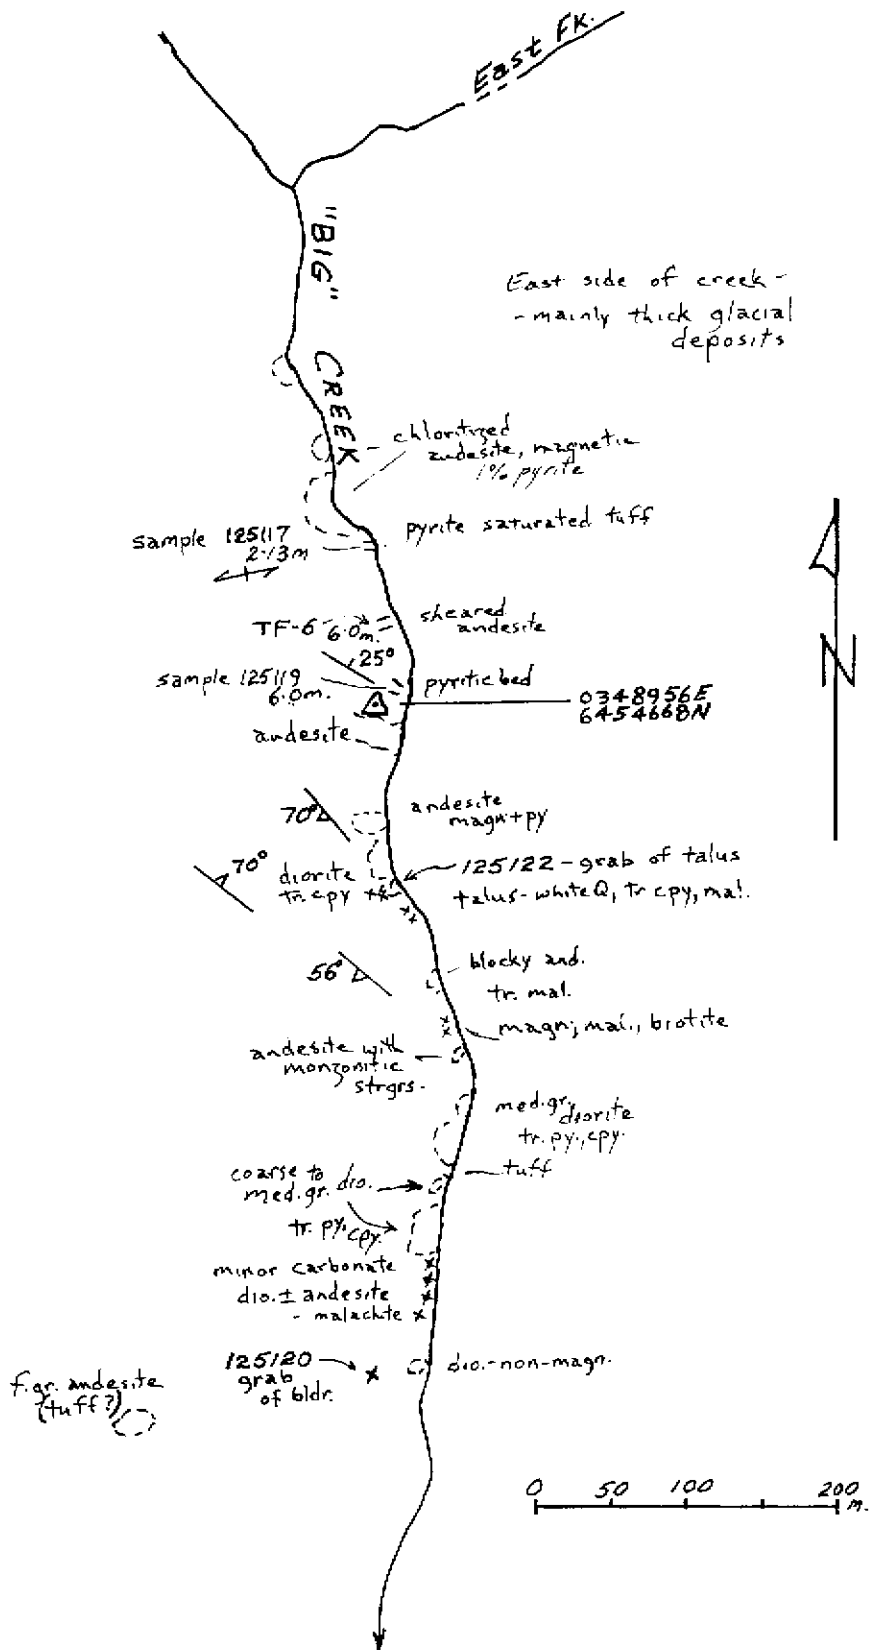 East FK.
"BIG" CREEK
East side of creek -
- mainly thick glacial
deposits
chloritized
andesite, magnetic
1% pyrite
sample 125117
2.13m
pyrite saturated tuff
TF-6 6.0m.
sheared
andesite
25°
sample 125119
6.0m.
pyritic bed
0348956E
6454668N
andesite
N
70°
andesite
magn+py
70°
diorite
tr. cpy
125122 - grab of talus
talus - white Q, tr cpy, mal.
56°
blocky and.
tr. mal.
magn; mal., biotite
andesite with
monzonitic
strgrs.
med.gr.
diorite
tr. py., cpy.
tuff
coarse to
med. gr. dio.
tr. py, cpy.
minor carbonate
dio. ± andesite
- malachite
125120
grab
of bldr.
dio.-non-magn.
f.gr. andesite
(tuff?)
0 50 100 200
m.